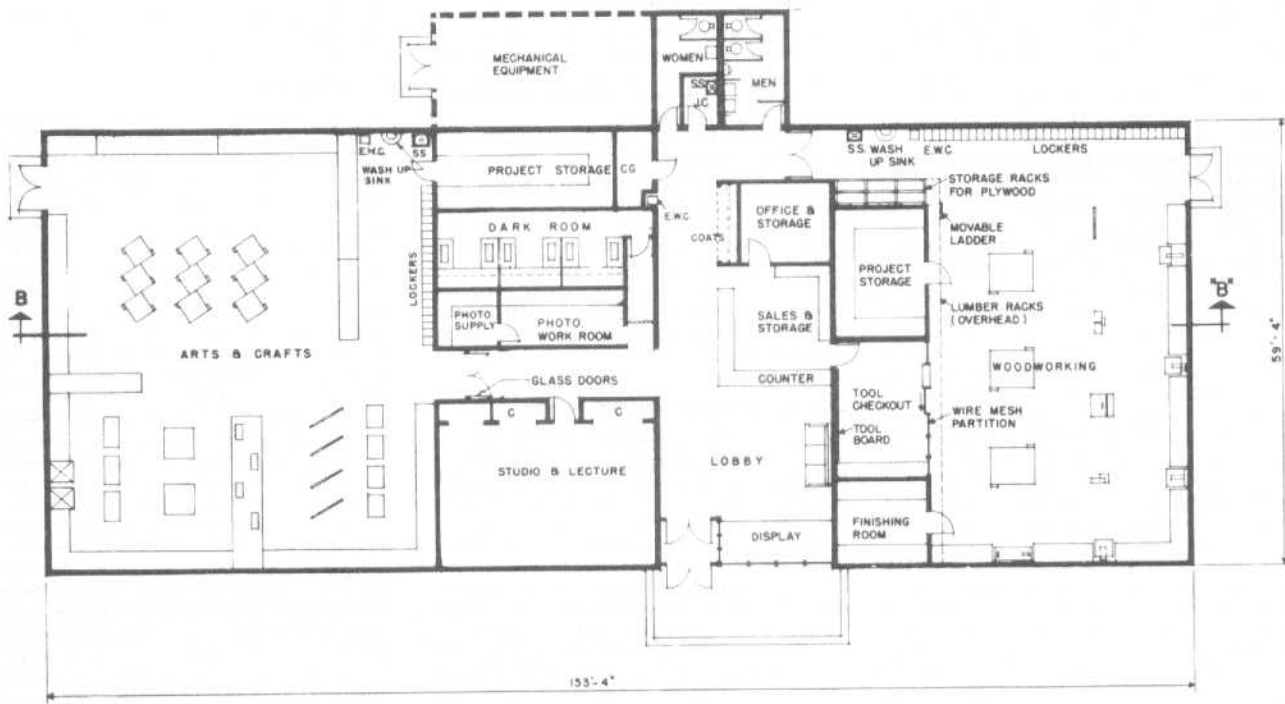 MECHANICAL
EQUIPMENT
WOMEN
S.S.
J.C
MEN
E.W.C.
WASH UP
SINK
SS
PROJECT STORAGE
CG
S.S.
WASH
UP
SINK
E.W.C.
LOCKERS
STORAGE RACKS
FOR PLYWOOD
E.W.C.
COATS
OFFICE &
STORAGE
MOVABLE
LADDER
DARK ROOM
LOCKERS
PROJECT
STORAGE
LUMBER RACKS
(OVERHEAD)
B
"B"
PHOTO
SUPPLY
PHOTO
WORK ROOM
SALES &
STORAGE
COUNTER
ARTS & CRAFTS
GLASS DOORS
WOODWORKING
59'-4"
C
C
TOOL
CHECKOUT
TOOL
BOARD
WIRE MESH
PARTITION
STUDIO & LECTURE
LOBBY
DISPLAY
FINISHING
ROOM
153'-4"